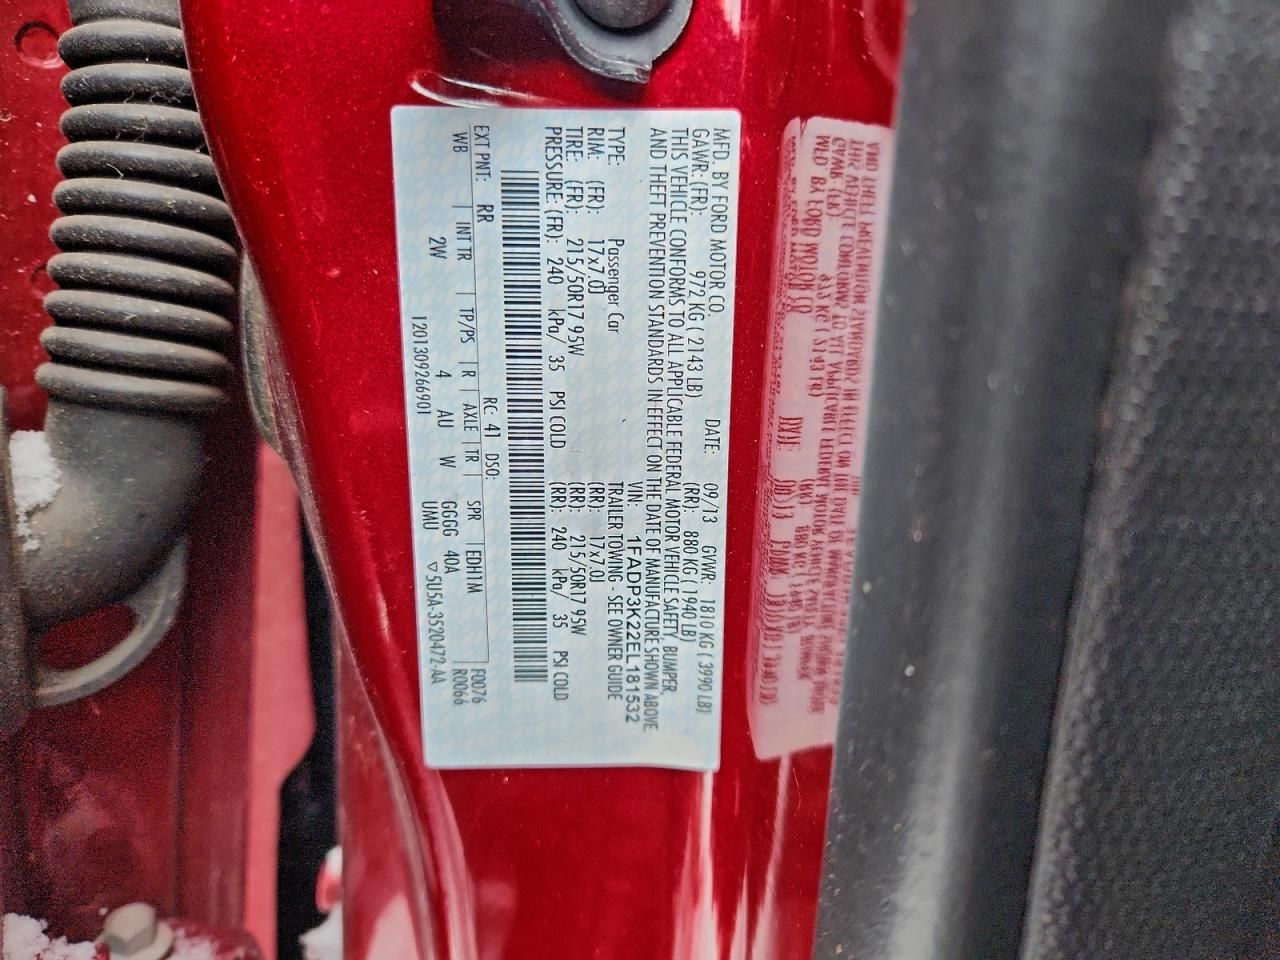 MFD. BY FORD MOTOR CO. DATE: 09/13 GVWR: 1810 KG ( 3990 LB)
GAWR: (FR): 972 KG ( 2143 LB) (RR): 880 KG ( 1940 LB)
THIS VEHICLE CONFORMS TO ALL APPLICABLE FEDERAL MOTOR VEHICLE SAFETY, BUMPER,
AND THEFT PREVENTION STANDARDS IN EFFECT ON THE DATE OF MANUFACTURE SHOWN ABOVE.
VIN: 1FADP3K22EL181532
TYPE: Passenger Car TRAILER TOWING - SEE OWNER GUIDE
RIM: (FR): 17x7.0J (RR): 17x7.0J
TIRE: (FR): 215/50R17 95W (RR): 215/50R17 95W
PRESSURE: (FR): 240 kPa/ 35 PSI COLD (RR): 240 kPa/ 35 PSI COLD
RC: 41 DSO:
EXT PNT: RR EDH1M F0076
WB INT TR TP/PS R AXLE TR SPR R0066
2W 4 AU W GGGG 40A
UMU ▽5U5A-3520472-AA
120130926901